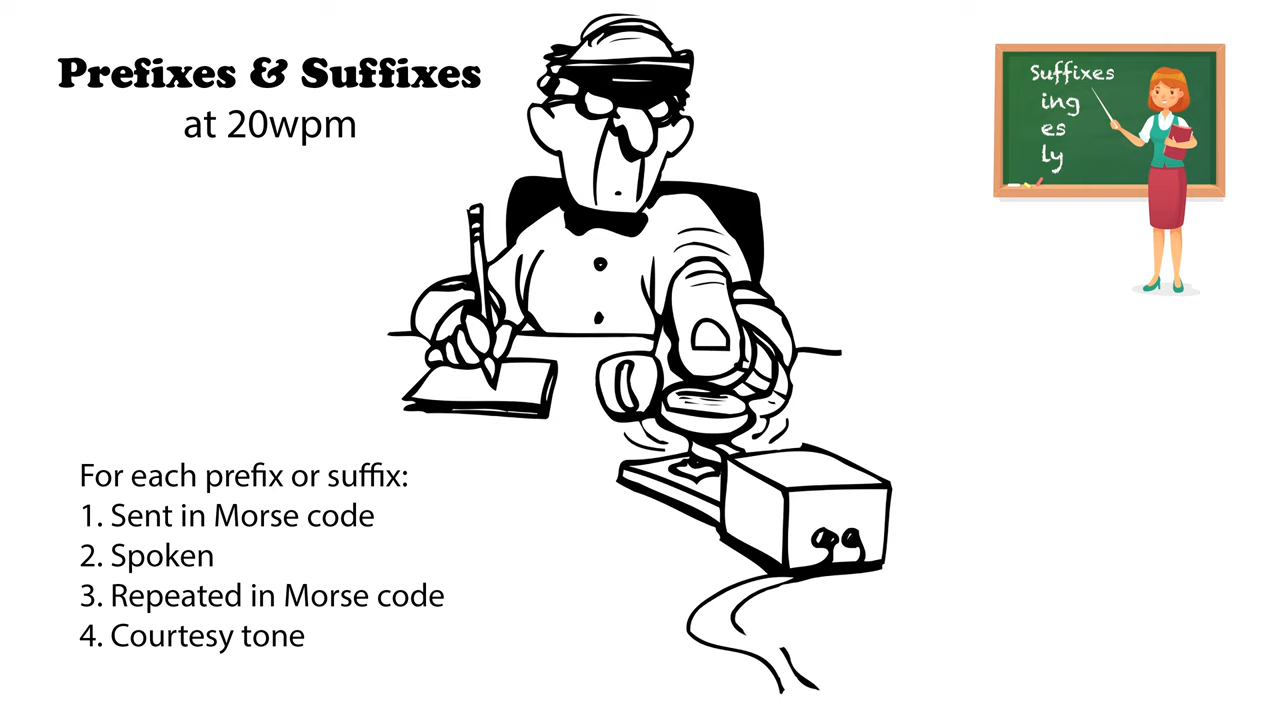 Prefixes & Suffixes
at 20wpm
Suffixes
ing
es
ly
For each prefix or suffix:
1. Sent in Morse code
2. Spoken
3. Repeated in Morse code
4. Courtesy tone